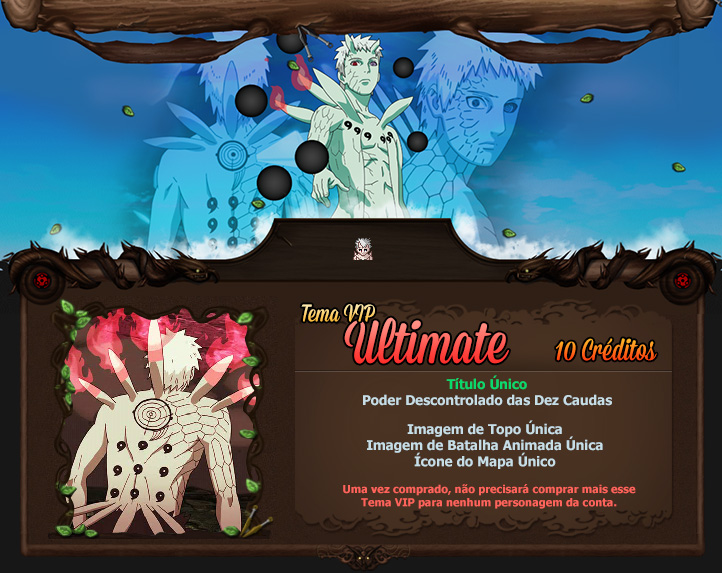 Tema VIP
Ultimate
10 Créditos
Título Único
Poder Descontrolado das Dez Caudas
Imagem de Topo Única
Imagem de Batalha Animada Única
Ícone do Mapa Único
Uma vez comprado, não precisará comprar mais esse
Tema VIP para nenhum personagem da conta.